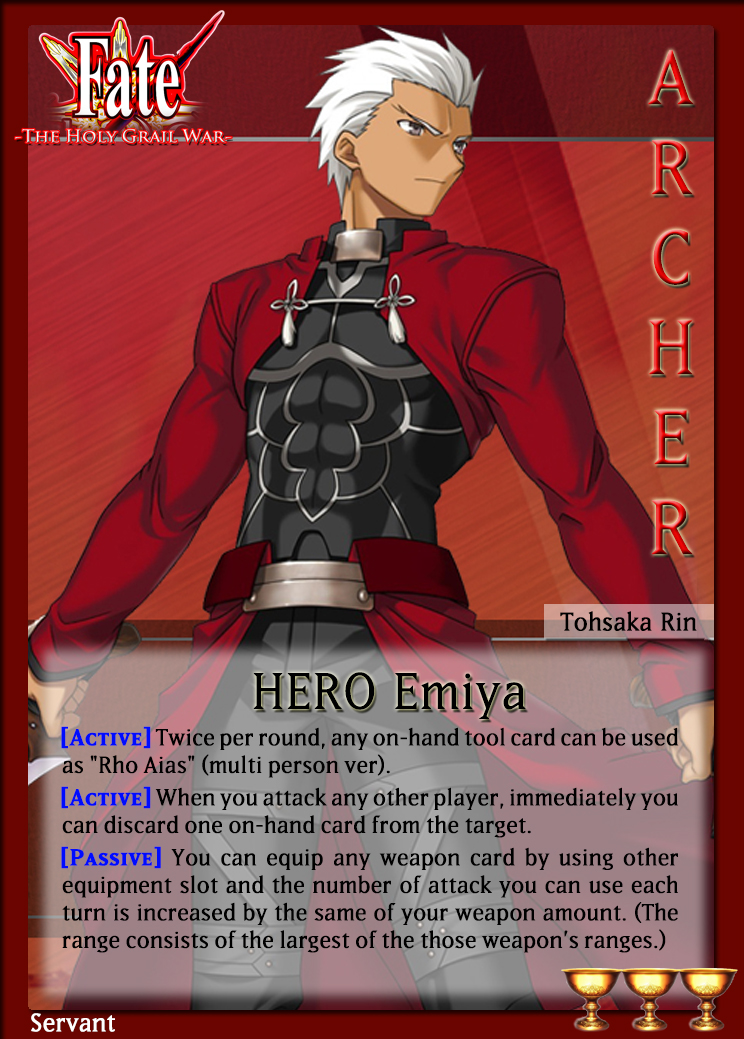 Fate
-THE HOLY GRAIL WAR-
ARCHER
Tohsaka Rin
HERO Emiya
[ACTIVE] Twice per round, any on-hand tool card can be used
as "Rho Aias" (multi person ver).
[ACTIVE] When you attack any other player, immediately you
can discard one on-hand card from the target.
[PASSIVE] You can equip any weapon card by using other
equipment slot and the number of attack you can use each
turn is increased by the same of your weapon amount. (The
range consists of the largest of the those weapon's ranges.)
Servant